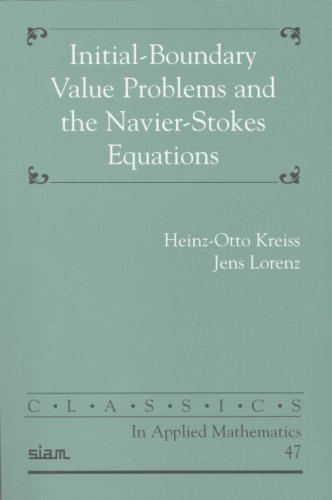 Initial-Boundary
Value Problems and
the Navier-Stokes
Equations
Heinz-Otto Kreiss
Jens Lorenz
C•L•A•S•S•I•C•S
In Applied Mathematics
siam
47